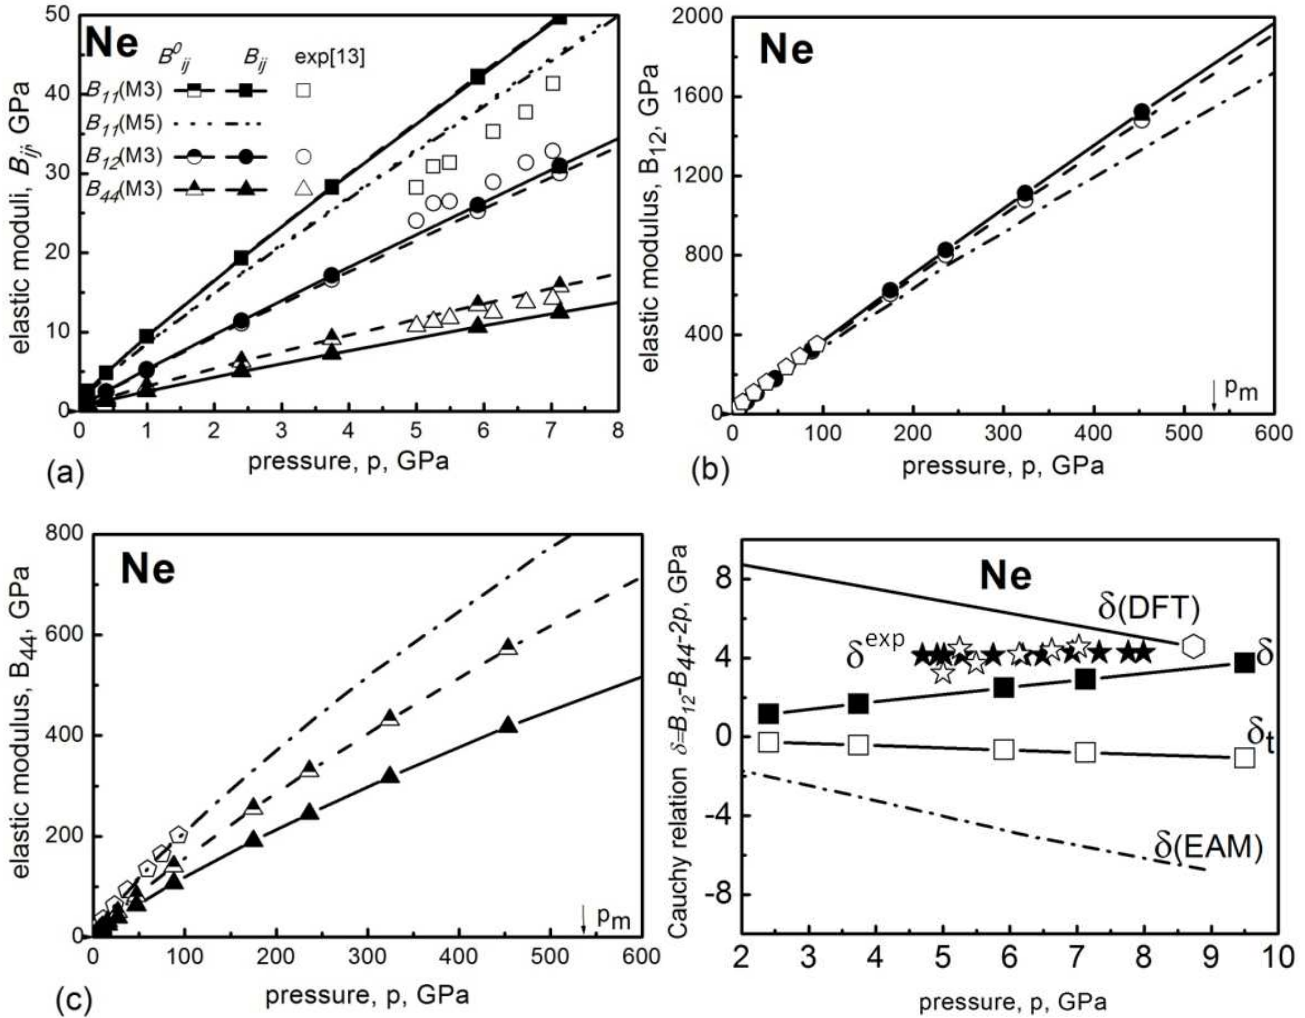 Ne
B⁰ij Bij exp[13]
B11(M3)
B11(M5)
B12(M3)
B44(M3)
elastic moduli, Bij, GPa
50
40
30
20
10
0
0 1 2 3 4 5 6 7 8
pressure, p, GPa
(a)
Ne
elastic modulus, B12, GPa
2000
1600
1200
800
400
0
pm
0 100 200 300 400 500 600
pressure, p, GPa
(b)
Ne
elastic modulus, B44, GPa
800
600
400
200
0
pm
0 100 200 300 400 500 600
pressure, p, GPa
(c)
Ne
Cauchy relation δ=B12-B44-2p, GPa
8
4
0
-4
-8
δ(DFT)
δexp
δ
δt
δ(EAM)
2 3 4 5 6 7 8 9 10
pressure, p, GPa